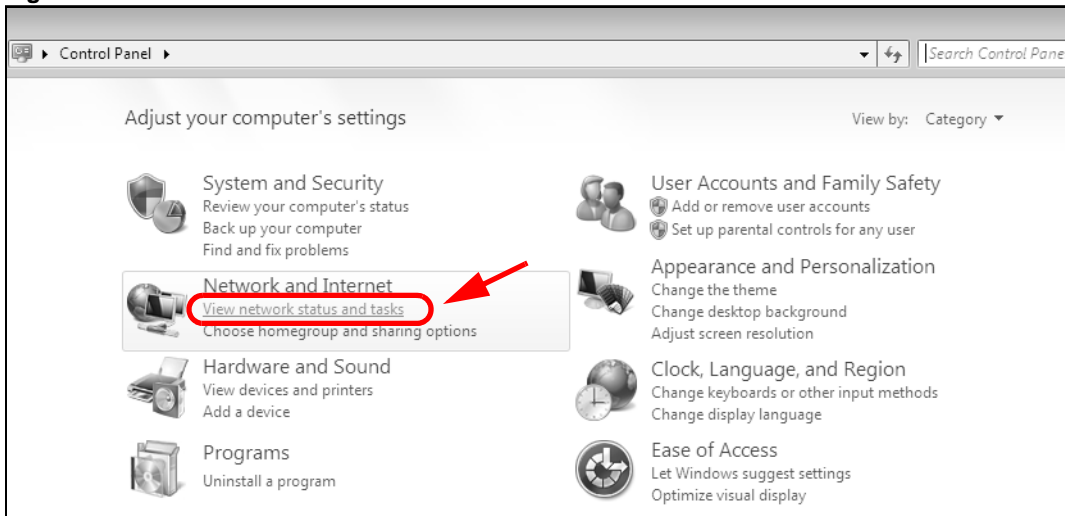 Control Panel
Search Control Pane
Adjust your computer's settings
View by: Category
System and Security
Review your computer's status
Back up your computer
Find and fix problems
Network and Internet
View network status and tasks
Choose homegroup and sharing options
Hardware and Sound
View devices and printers
Add a device
Programs
Uninstall a program
User Accounts and Family Safety
Add or remove user accounts
Set up parental controls for any user
Appearance and Personalization
Change the theme
Change desktop background
Adjust screen resolution
Clock, Language, and Region
Change keyboards or other input methods
Change display language
Ease of Access
Let Windows suggest settings
Optimize visual display